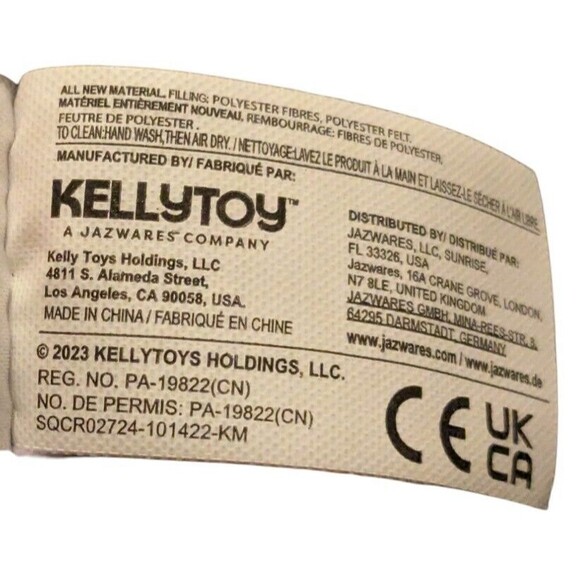 ALL NEW MATERIAL. FILLING: POLYESTER FIBRES, POLYESTER FELT.
MATÉRIEL ENTIÈREMENT NOUVEAU, REMBOURRAGE: FIBRES DE POLYESTER,
FEUTRE DE POLYESTER .
TO CLEAN:HAND WASH,THEN AIR DRY. / NETTOYAGE:LAVEZ LE PRODUIT À LA MAIN ET LAISSEZ-LE SÉCHER À L'AIR LIBRE
MANUFACTURED BY/ FABRIQUÉ PAR:
KELLYTOY™
A JAZWARES COMPANY
Kelly Toys Holdings, LLC
4811 S. Alameda Street,
Los Angeles, CA 90058, USA.
MADE IN CHINA / FABRIQUÉ EN CHINE
DISTRIBUTED BY/ DISTRIBUÉ PAR:
JAZWARES, LLC, SUNRISE,
FL 33326, USA
Jazwares, 16A CRANE GROVE, LONDON,
N7 8LE, UNITED KINGDOM
JAZWARES GMBH, MINA-REES-STR. 8,
64295 DARMSTADT, GERMANY
www.jazwares.com / www.jazwares.de
© 2023 KELLYTOYS HOLDINGS, LLC.
REG. NO. PA-19822(CN)
NO. DE PERMIS: PA-19822(CN)
SQCR02724-101422-KM
CE
UK
CA